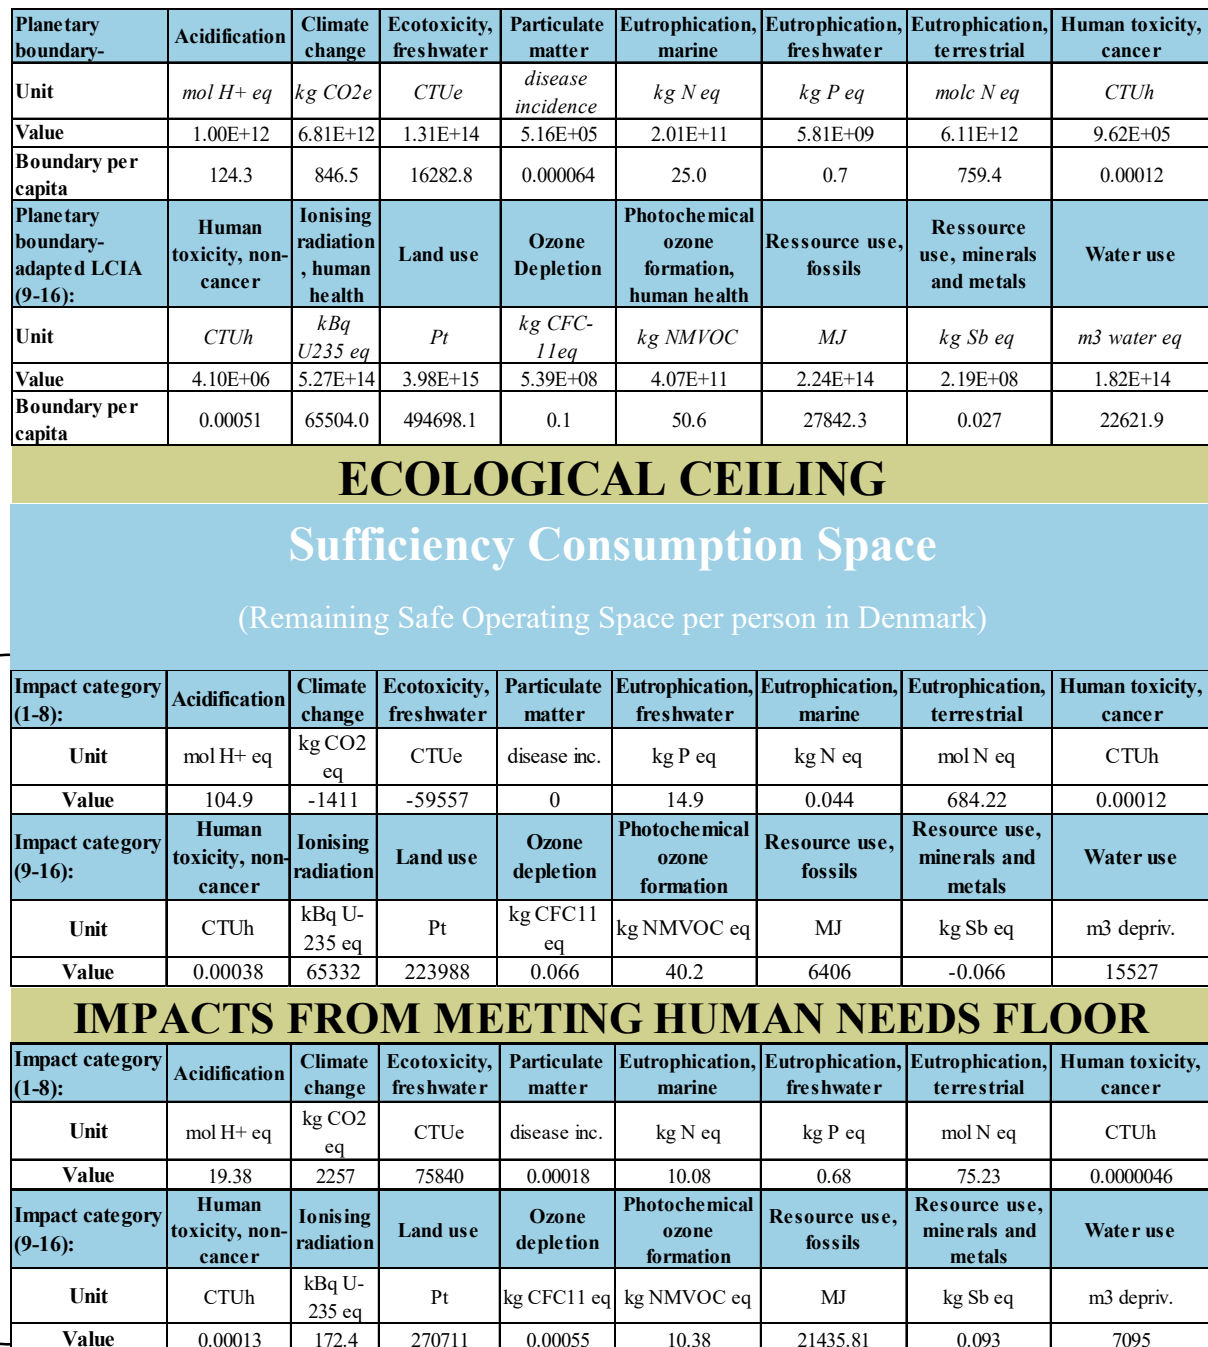 Planetary boundary- | Acidification | Climate change | Ecotoxicity, freshwater | Particulate matter | Eutrophication, marine | Eutrophication, freshwater | Eutrophication, terrestrial | Human toxicity, cancer
Unit | mol H+ eq | kg CO2e | CTUe | disease incidence | kg N eq | kg P eq | molc N eq | CTUh
Value | 1.00E+12 | 6.81E+12 | 1.31E+14 | 5.16E+05 | 2.01E+11 | 5.81E+09 | 6.11E+12 | 9.62E+05
Boundary per capita | 124.3 | 846.5 | 16282.8 | 0.000064 | 25.0 | 0.7 | 759.4 | 0.00012
Planetary boundary-adapted LCIA (9-16): | Human toxicity, non-cancer | Ionising radiation, human health | Land use | Ozone Depletion | Photochemical ozone formation, human health | Ressource use, fossils | Ressource use, minerals and metals | Water use
Unit | CTUh | kBq U235 eq | Pt | kg CFC-11eq | kg NMVOC | MJ | kg Sb eq | m3 water eq
Value | 4.10E+06 | 5.27E+14 | 3.98E+15 | 5.39E+08 | 4.07E+11 | 2.24E+14 | 2.19E+08 | 1.82E+14
Boundary per capita | 0.00051 | 65504.0 | 494698.1 | 0.1 | 50.6 | 27842.3 | 0.027 | 22621.9
ECOLOGICAL CEILING
Sufficiency Consumption Space
(Remaining Safe Operating Space per person in Denmark)
Impact category (1-8): | Acidification | Climate change | Ecotoxicity, freshwater | Particulate matter | Eutrophication, freshwater | Eutrophication, marine | Eutrophication, terrestrial | Human toxicity, cancer
Unit | mol H+ eq | kg CO2 eq | CTUe | disease inc. | kg P eq | kg N eq | mol N eq | CTUh
Value | 104.9 | -1411 | -59557 | 0 | 14.9 | 0.044 | 684.22 | 0.00012
Impact category (9-16): | Human toxicity, non-cancer | Ionising radiation | Land use | Ozone depletion | Photochemical ozone formation | Resource use, fossils | Resource use, minerals and metals | Water use
Unit | CTUh | kBq U-235 eq | Pt | kg CFC11 eq | kg NMVOC eq | MJ | kg Sb eq | m3 depriv.
Value | 0.00038 | 65332 | 223988 | 0.066 | 40.2 | 6406 | -0.066 | 15527
IMPACTS FROM MEETING HUMAN NEEDS FLOOR
Impact category (1-8): | Acidification | Climate change | Ecotoxicity, freshwater | Particulate matter | Eutrophication, marine | Eutrophication, freshwater | Eutrophication, terrestrial | Human toxicity, cancer
Unit | mol H+ eq | kg CO2 eq | CTUe | disease inc. | kg N eq | kg P eq | mol N eq | CTUh
Value | 19.38 | 2257 | 75840 | 0.00018 | 10.08 | 0.68 | 75.23 | 0.0000046
Impact category (9-16): | Human toxicity, non-cancer | Ionising radiation | Land use | Ozone depletion | Photochemical ozone formation | Resource use, fossils | Resource use, minerals and metals | Water use
Unit | CTUh | kBq U-235 eq | Pt | kg CFC11 eq | kg NMVOC eq | MJ | kg Sb eq | m3 depriv.
Value | 0.00013 | 172.4 | 270711 | 0.00055 | 10.38 | 21435.81 | 0.093 | 7095